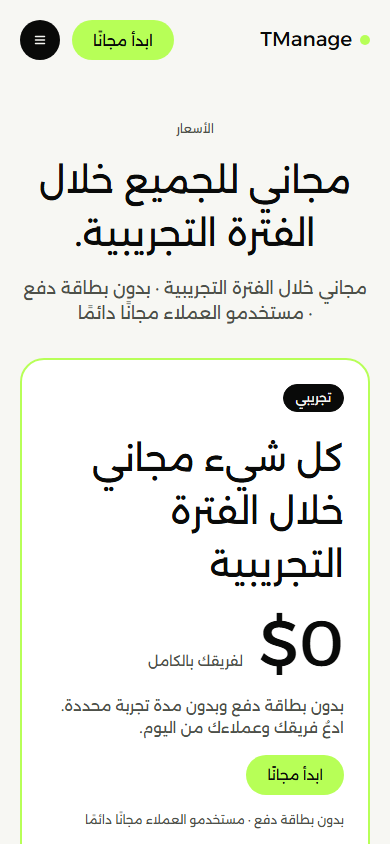 TManage
ابدأ مجانًا
الأسعار
مجاني للجميع خلال
الفترة التجريبية.
مجاني خلال الفترة التجريبية · بدون بطاقة دفع
· مستخدمو العملاء مجانًا دائمًا
تجريبي
كل شيء مجاني
خلال الفترة
التجريبية
$0 لفريقك بالكامل
بدون بطاقة دفع وبدون مدة تجربة محددة.
ادعُ فريقك وعملاءك من اليوم.
ابدأ مجانًا
بدون بطاقة دفع · مستخدمو العملاء مجانًا دائمًا